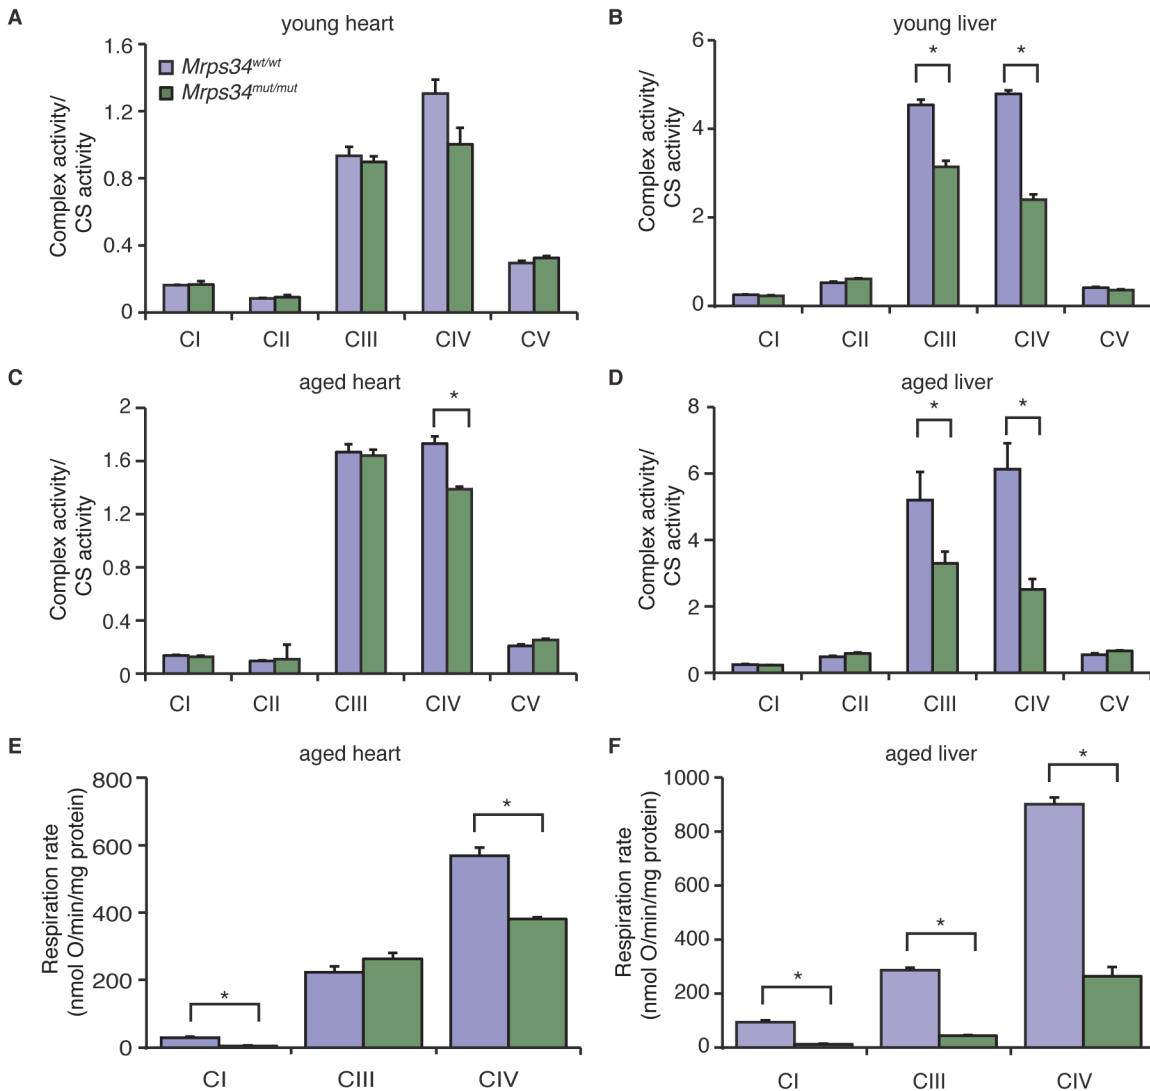 A
young heart
Complex activity/
CS activity
1.6
1.2
0.8
0.4
0
Mrps34wt/wt
Mrps34mut/mut
*CI CII CIII CIV CV
B
young liver
Complex activity/
CS activity
6
4
2
0
* *
CI CII CIII CIV CV
C
aged heart
Complex activity/
CS activity
2
1.6
1.2
0.8
0.4
0
*
CI CII CIII CIV CV
D
aged liver
Complex activity/
CS activity
8
6
4
2
0
* *
CI CII CIII CIV CV
E
aged heart
Respiration rate
(nmol O/min/mg protein)
800
600
400
200
0
* *
CI CIII CIV
F
aged liver
Respiration rate
(nmol O/min/mg protein)
1000
800
600
400
200
0
* * *
CI CIII CIV